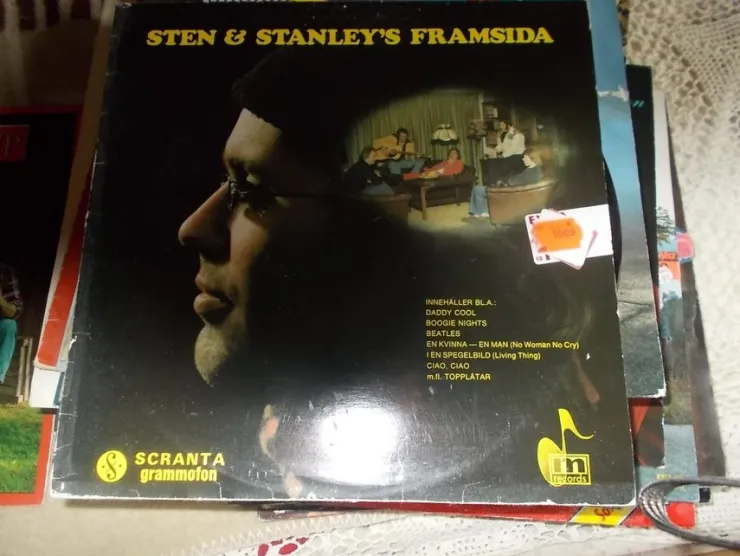 STEN & STANLEY'S FRAMSIDA
INNEHÅLLER BL.A.:
DADDY COOL
BOOGIE NIGHTS
BEATLES
EN KVINNA — EN MAN (No Woman No Cry)
I EN SPEGELBILD (Living Thing)
CIAO, CIAO
m.fl. TOPPLÅTAR
S
SCRANTA
grammofon
m
records